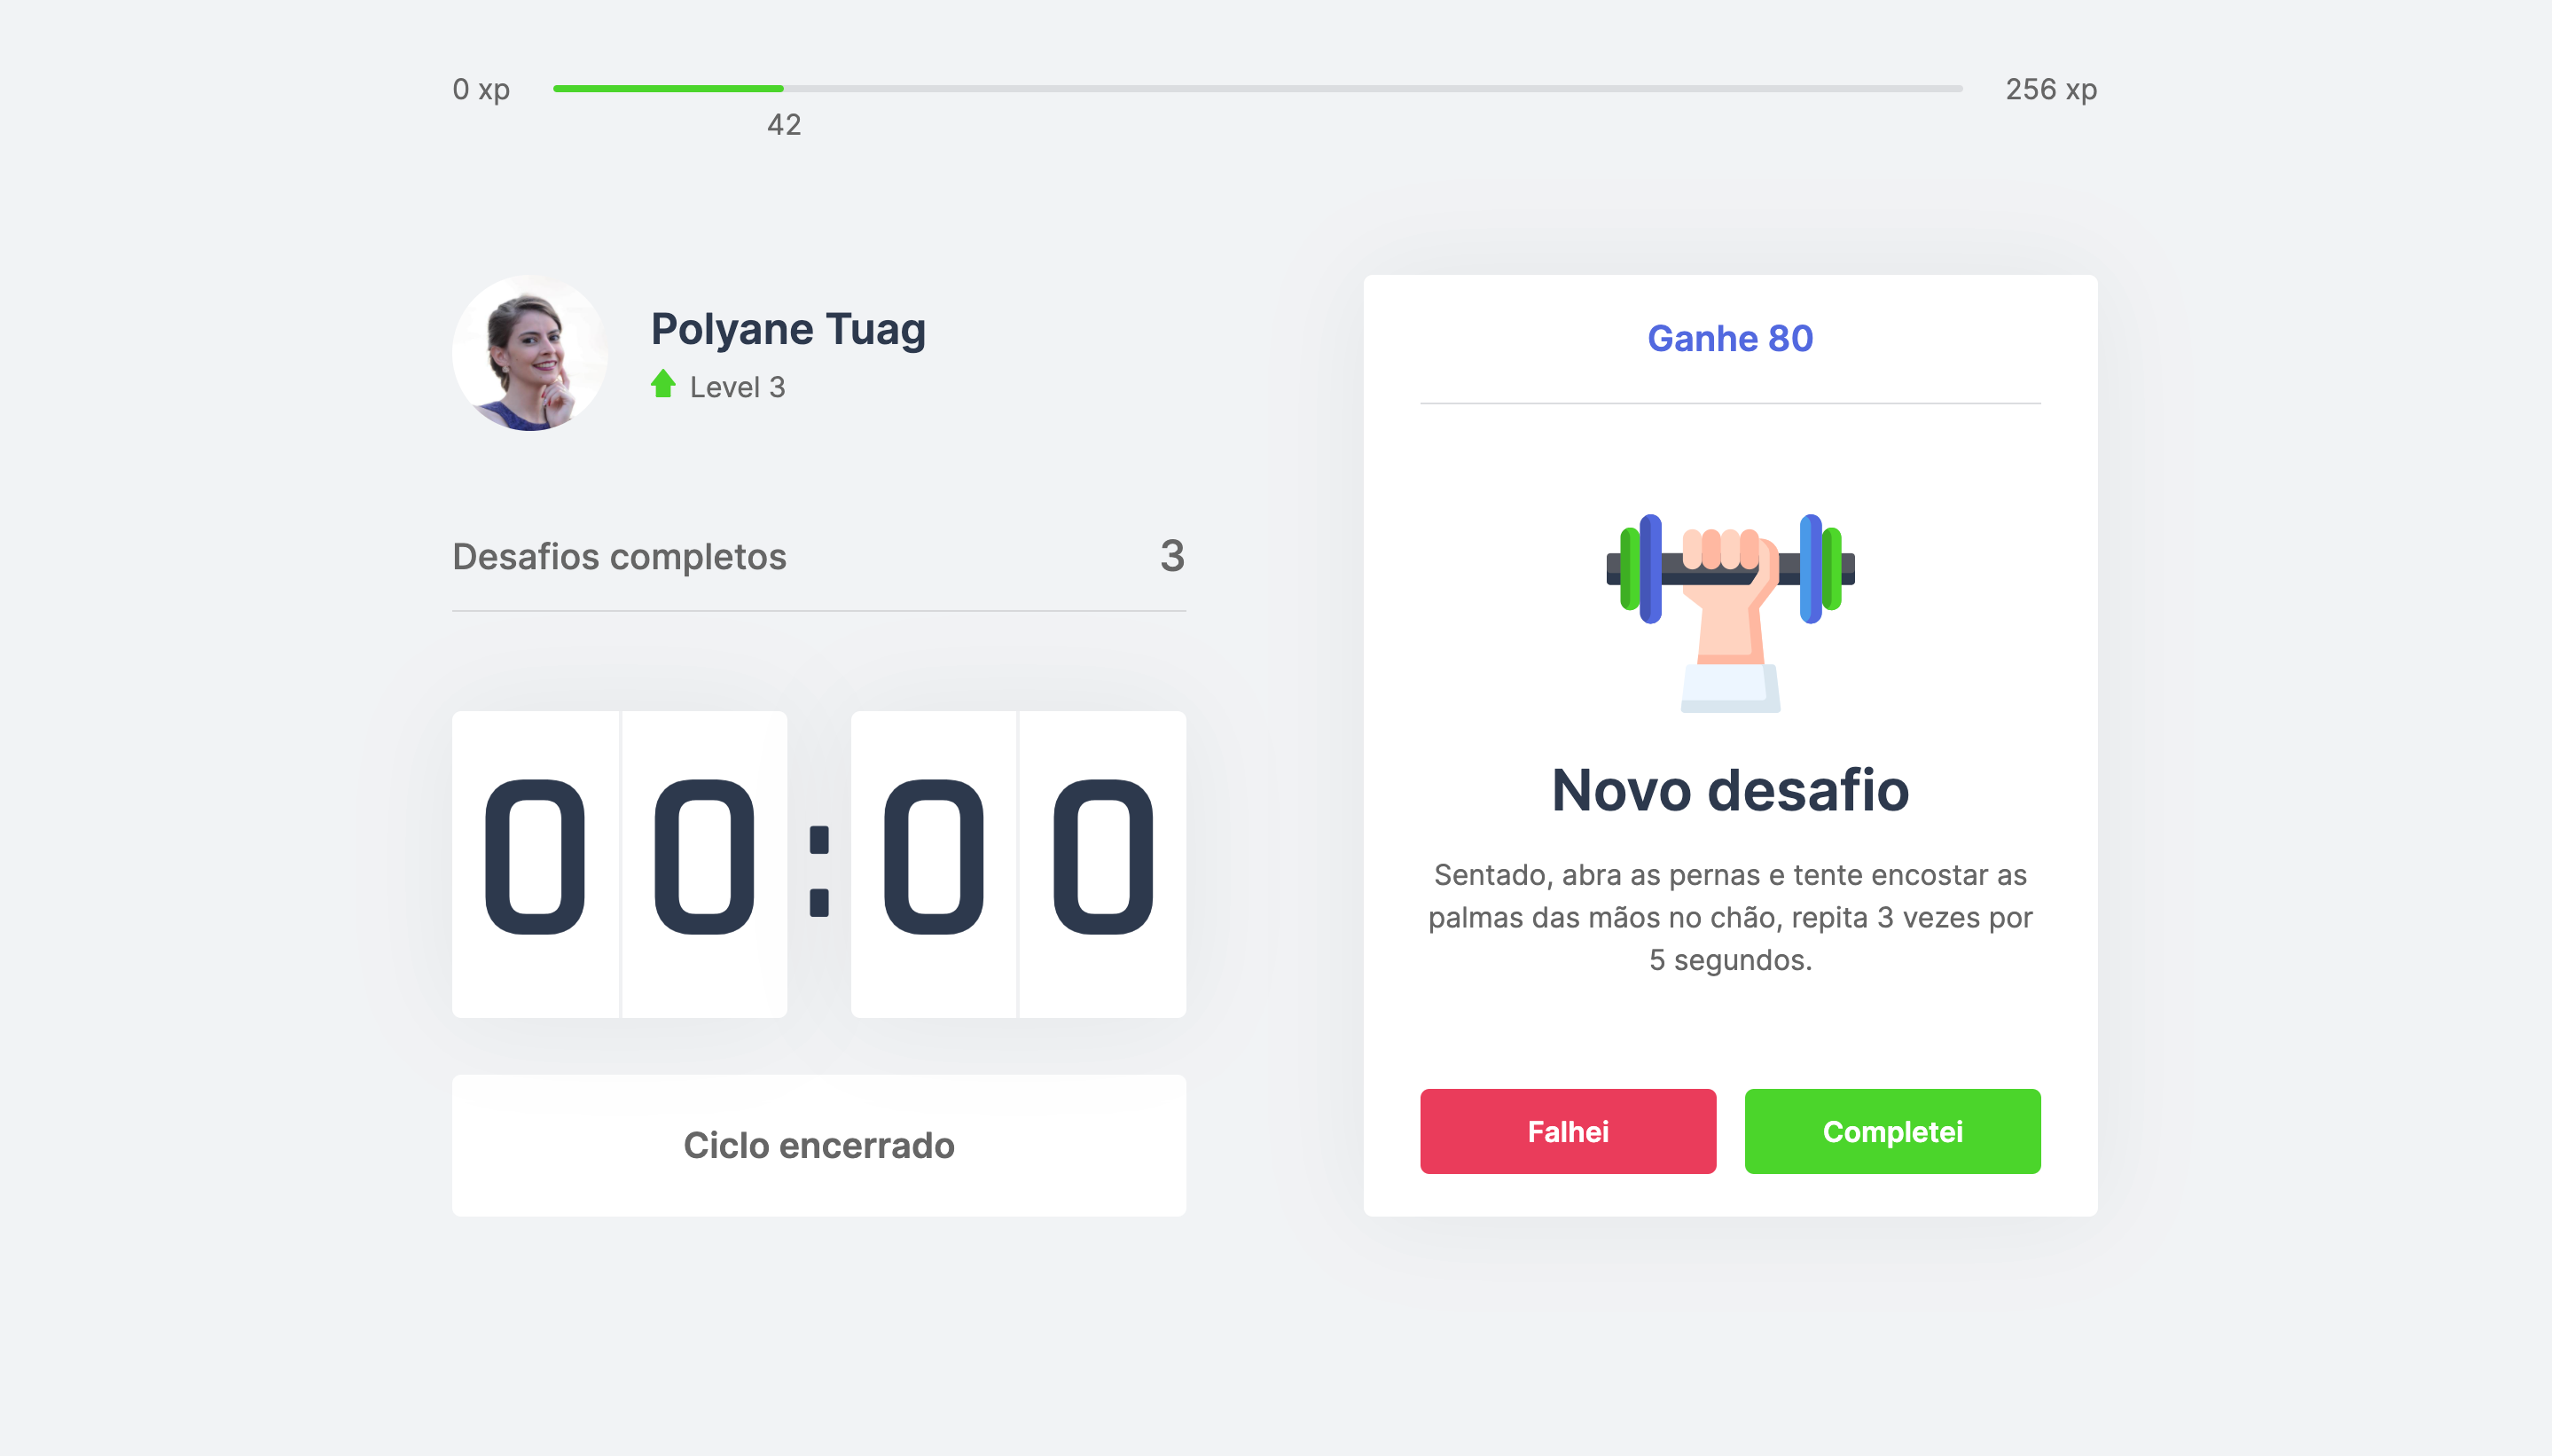 0 xp
256 xp
42
Polyane Tuag
Level 3
Desafios completos
3
00:00
Ciclo encerrado
Ganhe 80
Novo desafio
Sentado, abra as pernas e tente encostar as
palmas das mãos no chão, repita 3 vezes por
5 segundos.
Falhei
Completei